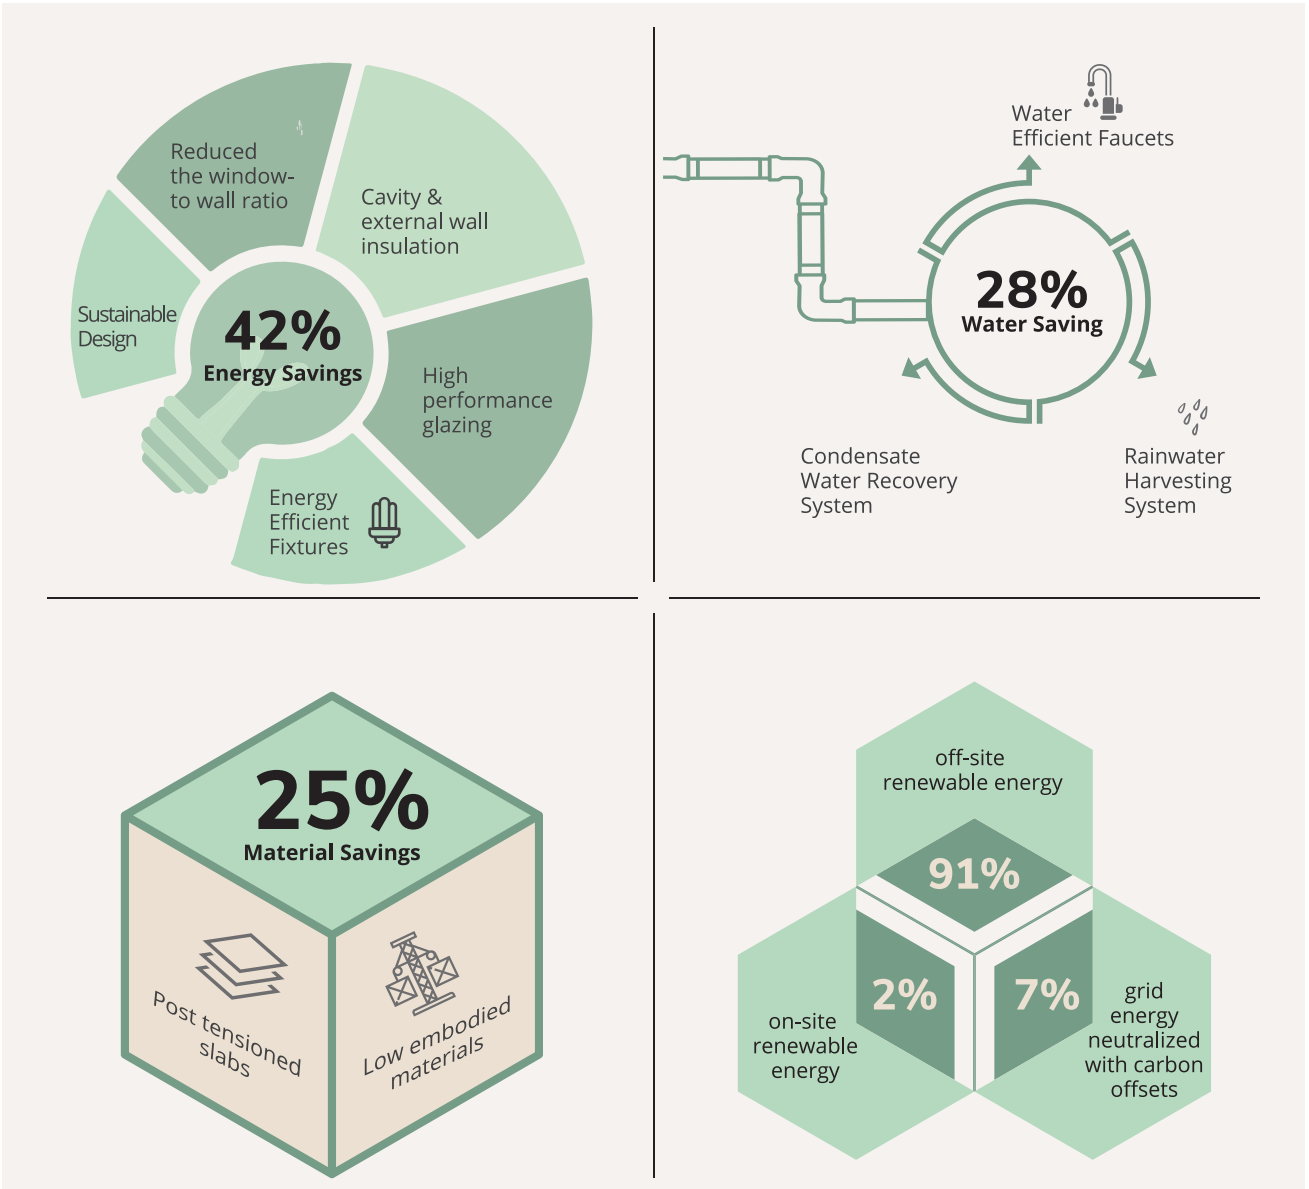 Reduced
the window-
to wall ratio
Cavity &
external wall
insulation
Sustainable
Design
42%
Energy Savings
High
performance
glazing
Energy
Efficient
Fixtures
Water
Efficient Faucets
28%
Water Saving
Condensate
Water Recovery
System
Rainwater
Harvesting
System
25%
Material Savings
Post tensioned
slabs
Low embodied
materials
off-site
renewable energy
91%
2%
on-site
renewable
energy
7%
grid
energy
neutralized
with carbon
offsets